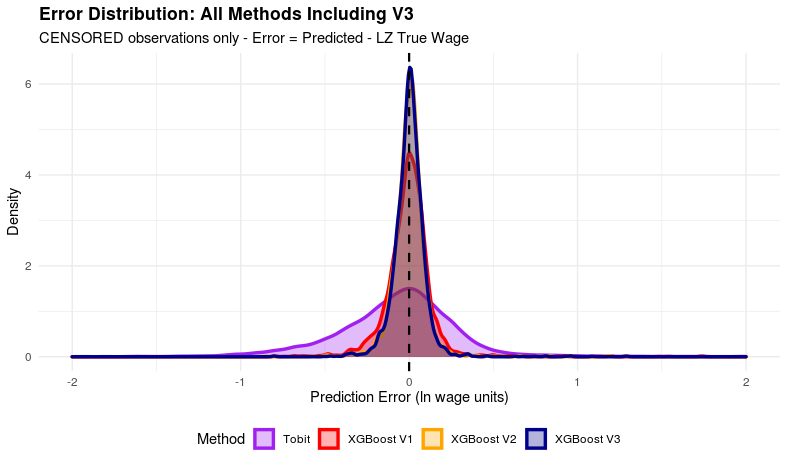 Error Distribution: All Methods Including V3
CENSORED observations only - Error = Predicted - LZ True Wage
Density
6
4
2
0
-2 -1 0 1 2
Prediction Error (ln wage units)
Method Tobit XGBoost V1 XGBoost V2 XGBoost V3